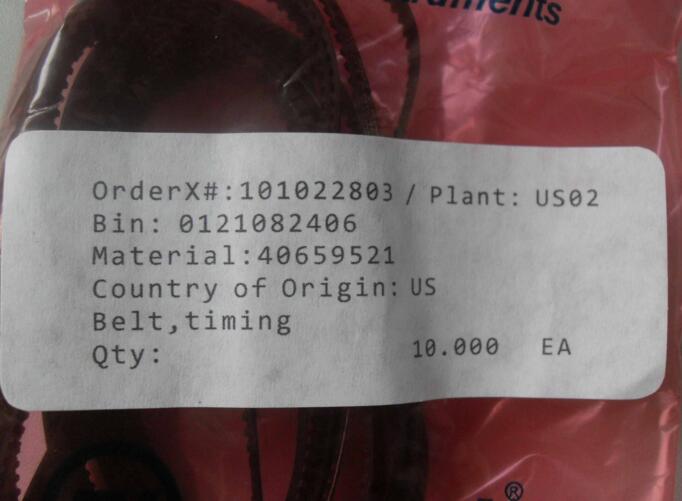 OrderX#:101022803 / Plant: US02
Bin: 0121082406
Material:40659521
Country of Origin: US
Belt,timing
Qty: 10.000 EA
®